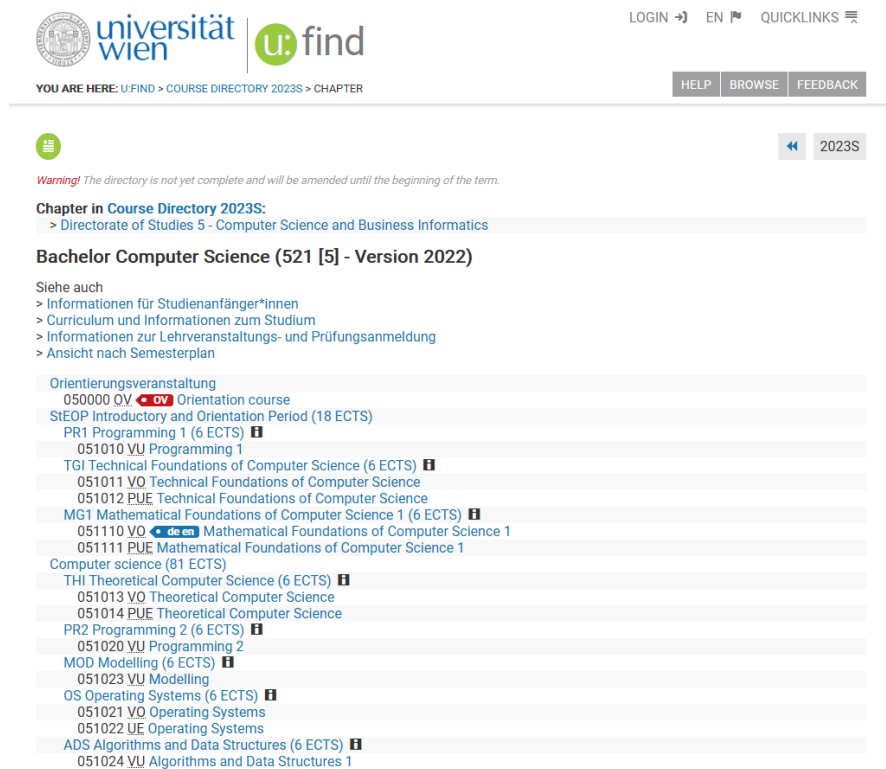 universität
wien
u: find
LOGIN EN QUICKLINKS
YOU ARE HERE: U:FIND > COURSE DIRECTORY 2023S > CHAPTER
HELP BROWSE FEEDBACK
2023S
Warning! The directory is not yet complete and will be amended until the beginning of the term.
Chapter in Course Directory 2023S:
> Directorate of Studies 5 - Computer Science and Business Informatics
Bachelor Computer Science (521 [5] - Version 2022)
Siehe auch
> Informationen für Studienanfänger*innen
> Curriculum und Informationen zum Studium
> Informationen zur Lehrveranstaltungs- und Prüfungsanmeldung
> Ansicht nach Semesterplan
Orientierungsveranstaltung
050000 OV OV Orientation course
StEOP Introductory and Orientation Period (18 ECTS)
PR1 Programming 1 (6 ECTS)
051010 VU Programming 1
TGI Technical Foundations of Computer Science (6 ECTS)
051011 VO Technical Foundations of Computer Science
051012 PUE Technical Foundations of Computer Science
MG1 Mathematical Foundations of Computer Science 1 (6 ECTS)
051110 VO de en Mathematical Foundations of Computer Science 1
051111 PUE Mathematical Foundations of Computer Science 1
Computer science (81 ECTS)
THI Theoretical Computer Science (6 ECTS)
051013 VO Theoretical Computer Science
051014 PUE Theoretical Computer Science
PR2 Programming 2 (6 ECTS)
051020 VU Programming 2
MOD Modelling (6 ECTS)
051023 VU Modelling
OS Operating Systems (6 ECTS)
051021 VO Operating Systems
051022 UE Operating Systems
ADS Algorithms and Data Structures (6 ECTS)
051024 VU Algorithms and Data Structures 1